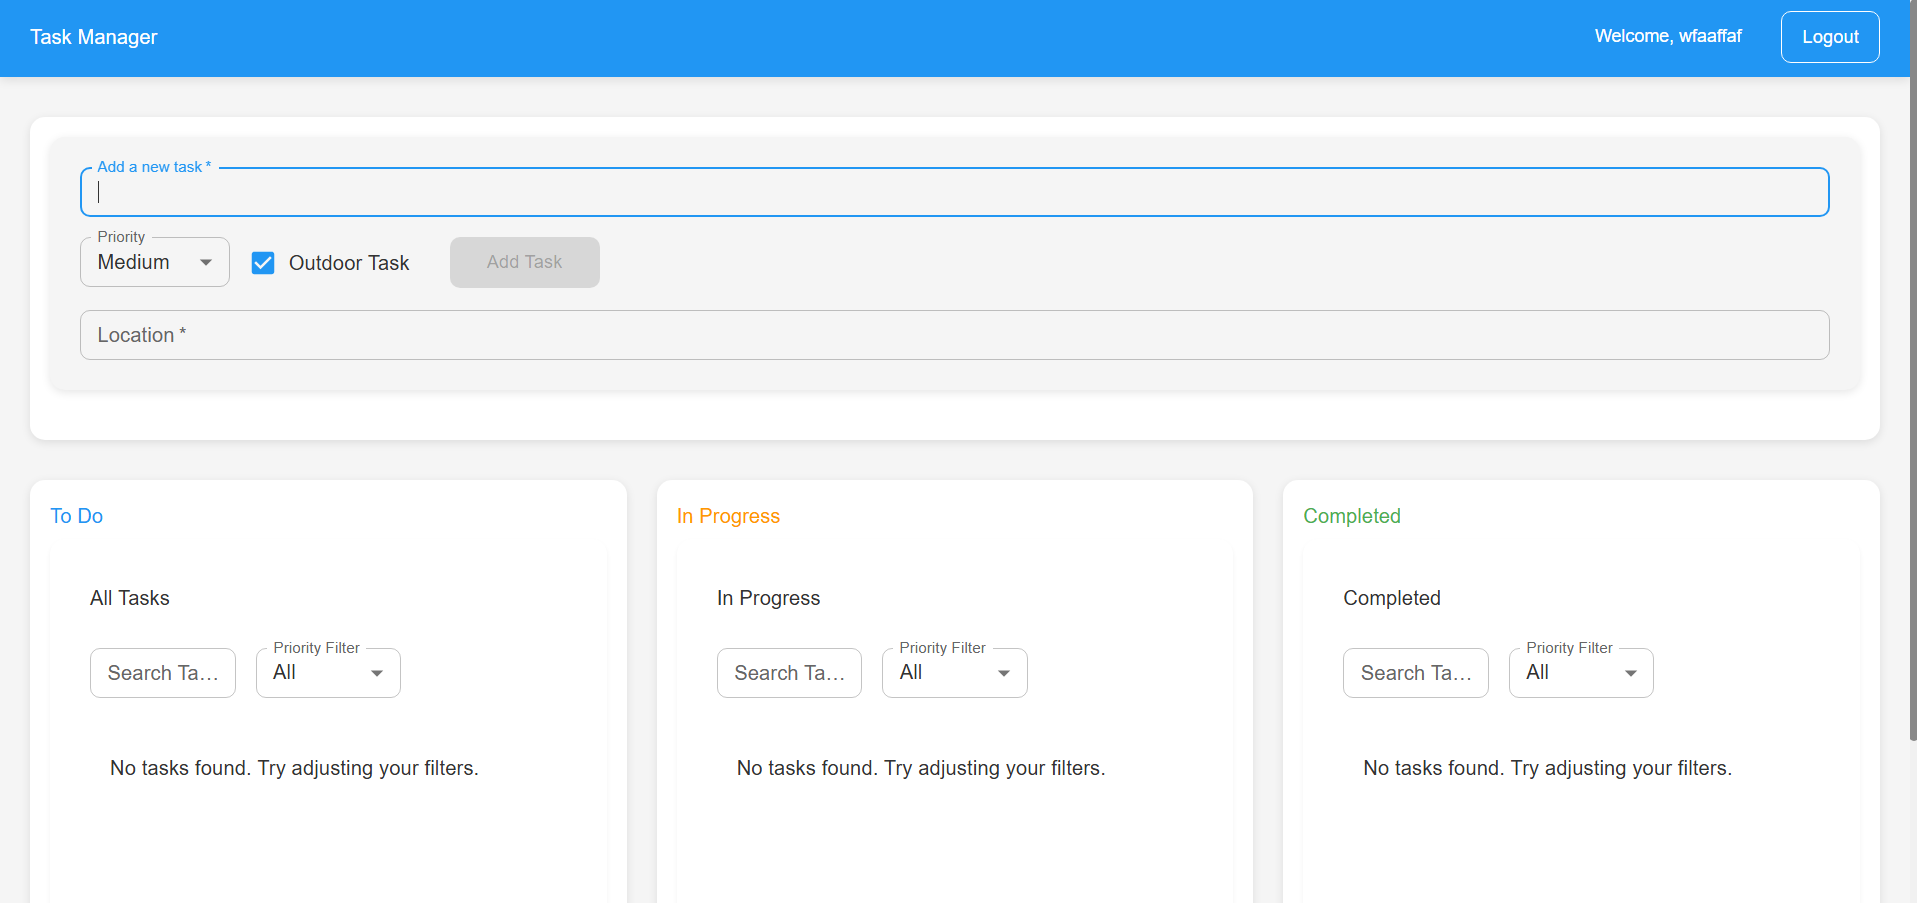 Task Manager
Welcome, wfaaffaf
Logout
Add a new task *
Priority
Medium
Outdoor Task
Add Task
Location *
To Do
All Tasks
Search Ta...
Priority Filter
All
No tasks found. Try adjusting your filters.
In Progress
In Progress
Search Ta...
Priority Filter
All
No tasks found. Try adjusting your filters.
Completed
Completed
Search Ta...
Priority Filter
All
No tasks found. Try adjusting your filters.